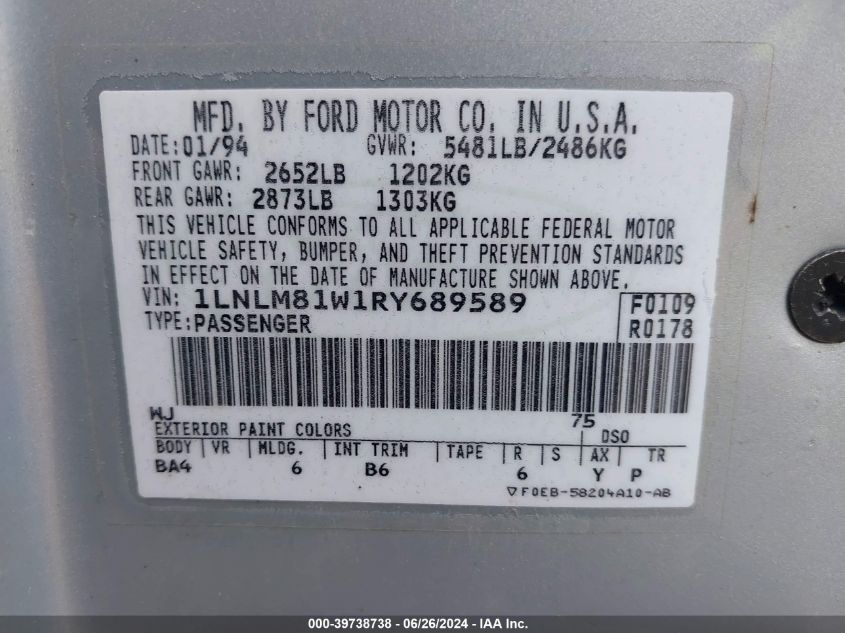 MFD. BY FORD MOTOR CO. IN U.S.A.
DATE: 01/94 GVWR: 5481LB/2486KG
FRONT GAWR: 2652LB 1202KG
REAR GAWR: 2873LB 1303KG
THIS VEHICLE CONFORMS TO ALL APPLICABLE FEDERAL MOTOR
VEHICLE SAFETY, BUMPER, AND THEFT PREVENTION STANDARDS
IN EFFECT ON THE DATE OF MANUFACTURE SHOWN ABOVE.
VIN: 1LNLM81W1RY689589 F0109
TYPE: PASSENGER R0178
WJ 75
EXTERIOR PAINT COLORS DSO
BODY VR MLDG. INT TRIM TAPE R S AX TR
BA4 6 B6 6 Y P
F0EB-58204A10-AB
000-39738738 - 06/26/2024 - IAA Inc.